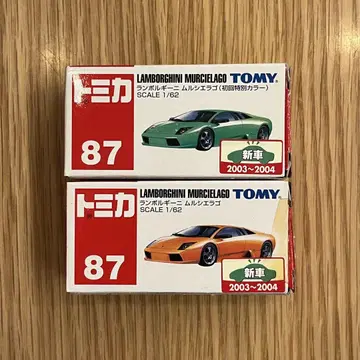 トミカ
LAMBORGHINI MURCIELAGO TOMY
ランボルギーニ ムルシエラゴ(初回特別カラー)
SCALE 1/62
87
新車
2003~2004
トミカ
LAMBORGHINI MURCIELAGO TOMY
ランボルギーニ ムルシエラゴ
SCALE 1/62
87
新車
2003~2004